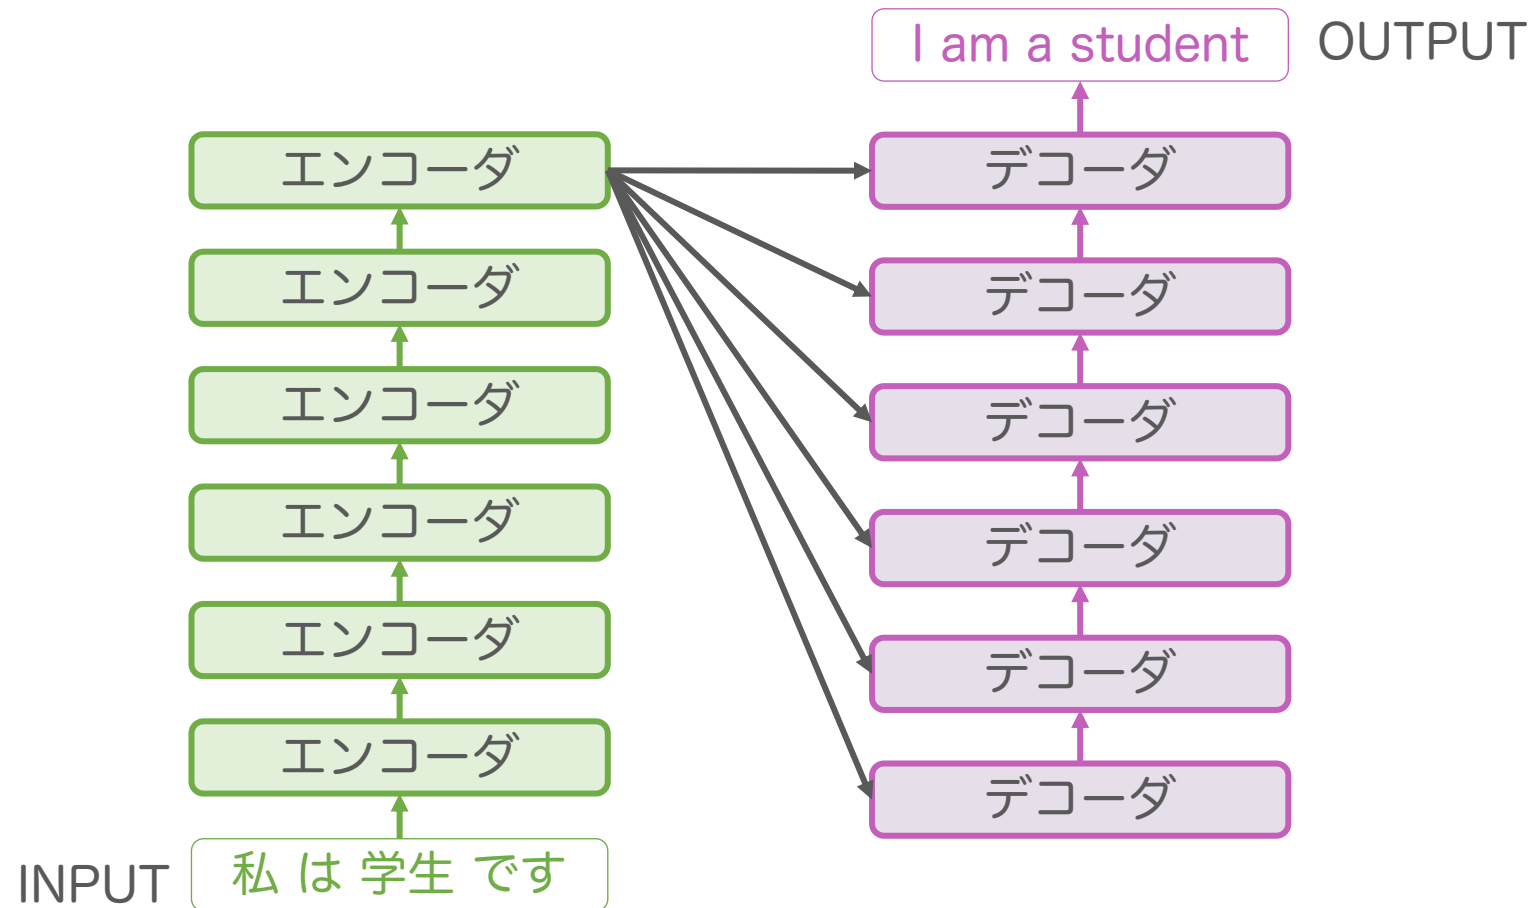 I am a student
OUTPUT
エンコーダ
エンコーダ
エンコーダ
エンコーダ
エンコーダ
エンコーダ
デコーダ
デコーダ
デコーダ
デコーダ
デコーダ
デコーダ
INPUT
私 は 学生 です